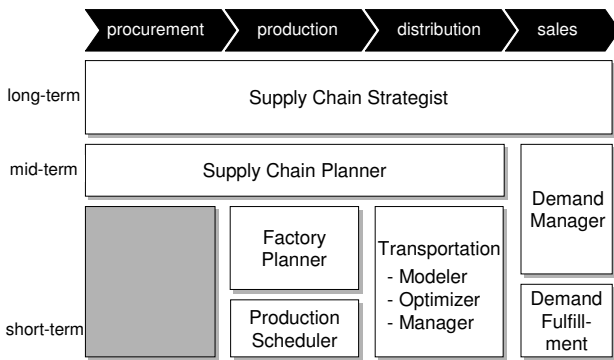 procurement production distribution sales
long-term
Supply Chain Strategist
mid-term
Supply Chain Planner
Demand
Manager
Factory
Planner
Transportation
- Modeler
- Optimizer
- Manager
short-term
Production
Scheduler
Demand
Fulfill-
ment